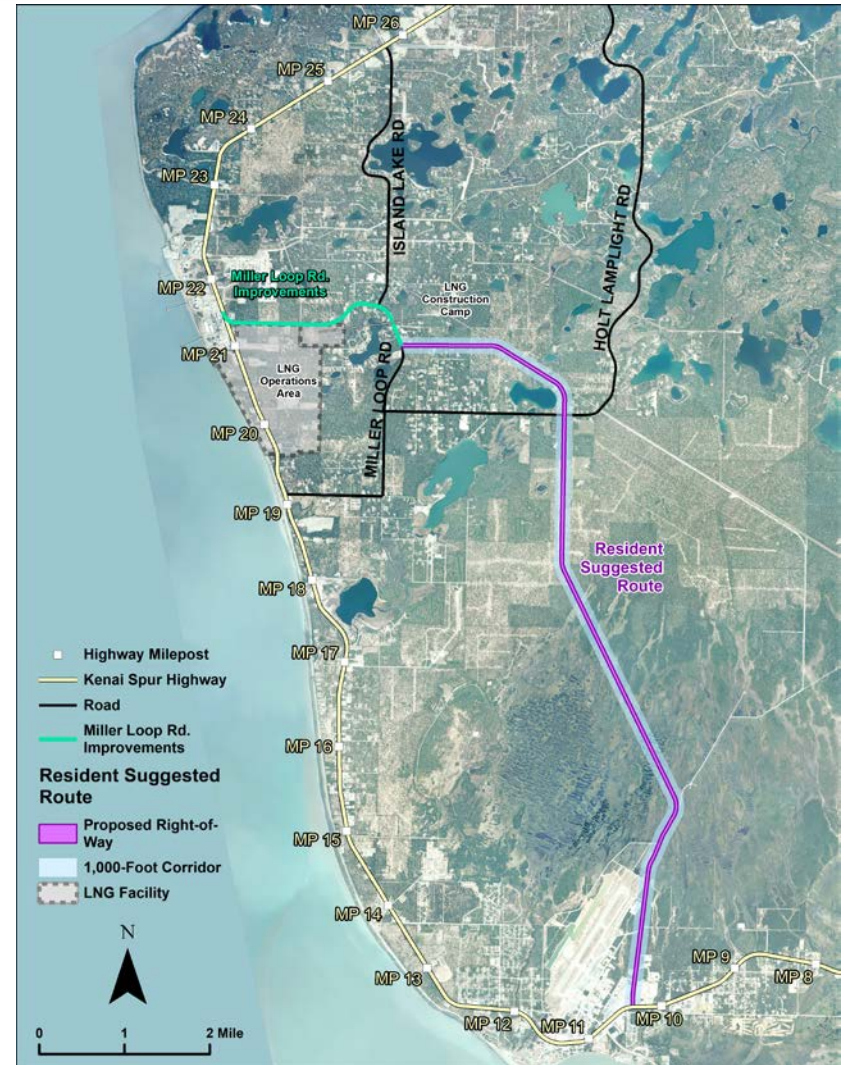 MP 26
MP 25
MP 24
MP 23
ISLAND LAKE RD
HOLT LAMPLIGHT RD
MP 22
Miller Loop Rd.
Improvements
LNG
Construction
Camp
MP 21
LNG
Operations
Area
MILLER LOOP RD
MP 20
MP 19
Resident
Suggested
Route
MP 18
MP 17
MP 16
MP 15
MP 14
MP 13
MP 12
MP 11
MP 10
MP 9
MP 8
Highway Milepost
Kenai Spur Highway
Road
Miller Loop Rd.
Improvements
Resident Suggested
Route
Proposed Right-of-
Way
1,000-Foot Corridor
LNG Facility
N
0 1 2 Mile